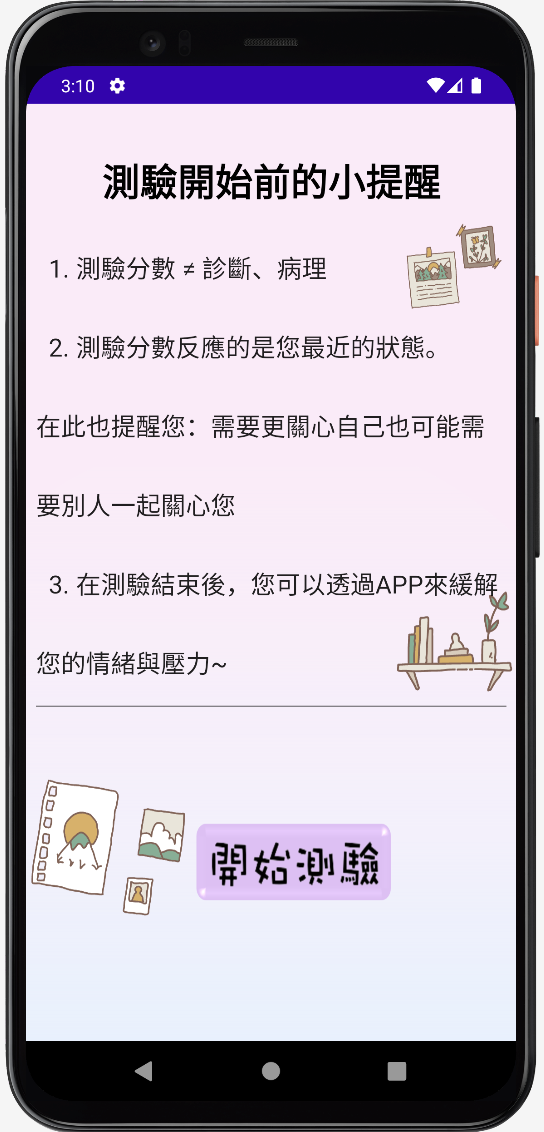 3:10
測驗開始前的小提醒
1. 測驗分數 ≠ 診斷、病理
2. 測驗分數反應的是您最近的狀態。
在此也提醒您：需要更關心自己也可能需
要別人一起關心您
3. 在測驗結束後，您可以透過APP來緩解
您的情緒與壓力~
開始測驗